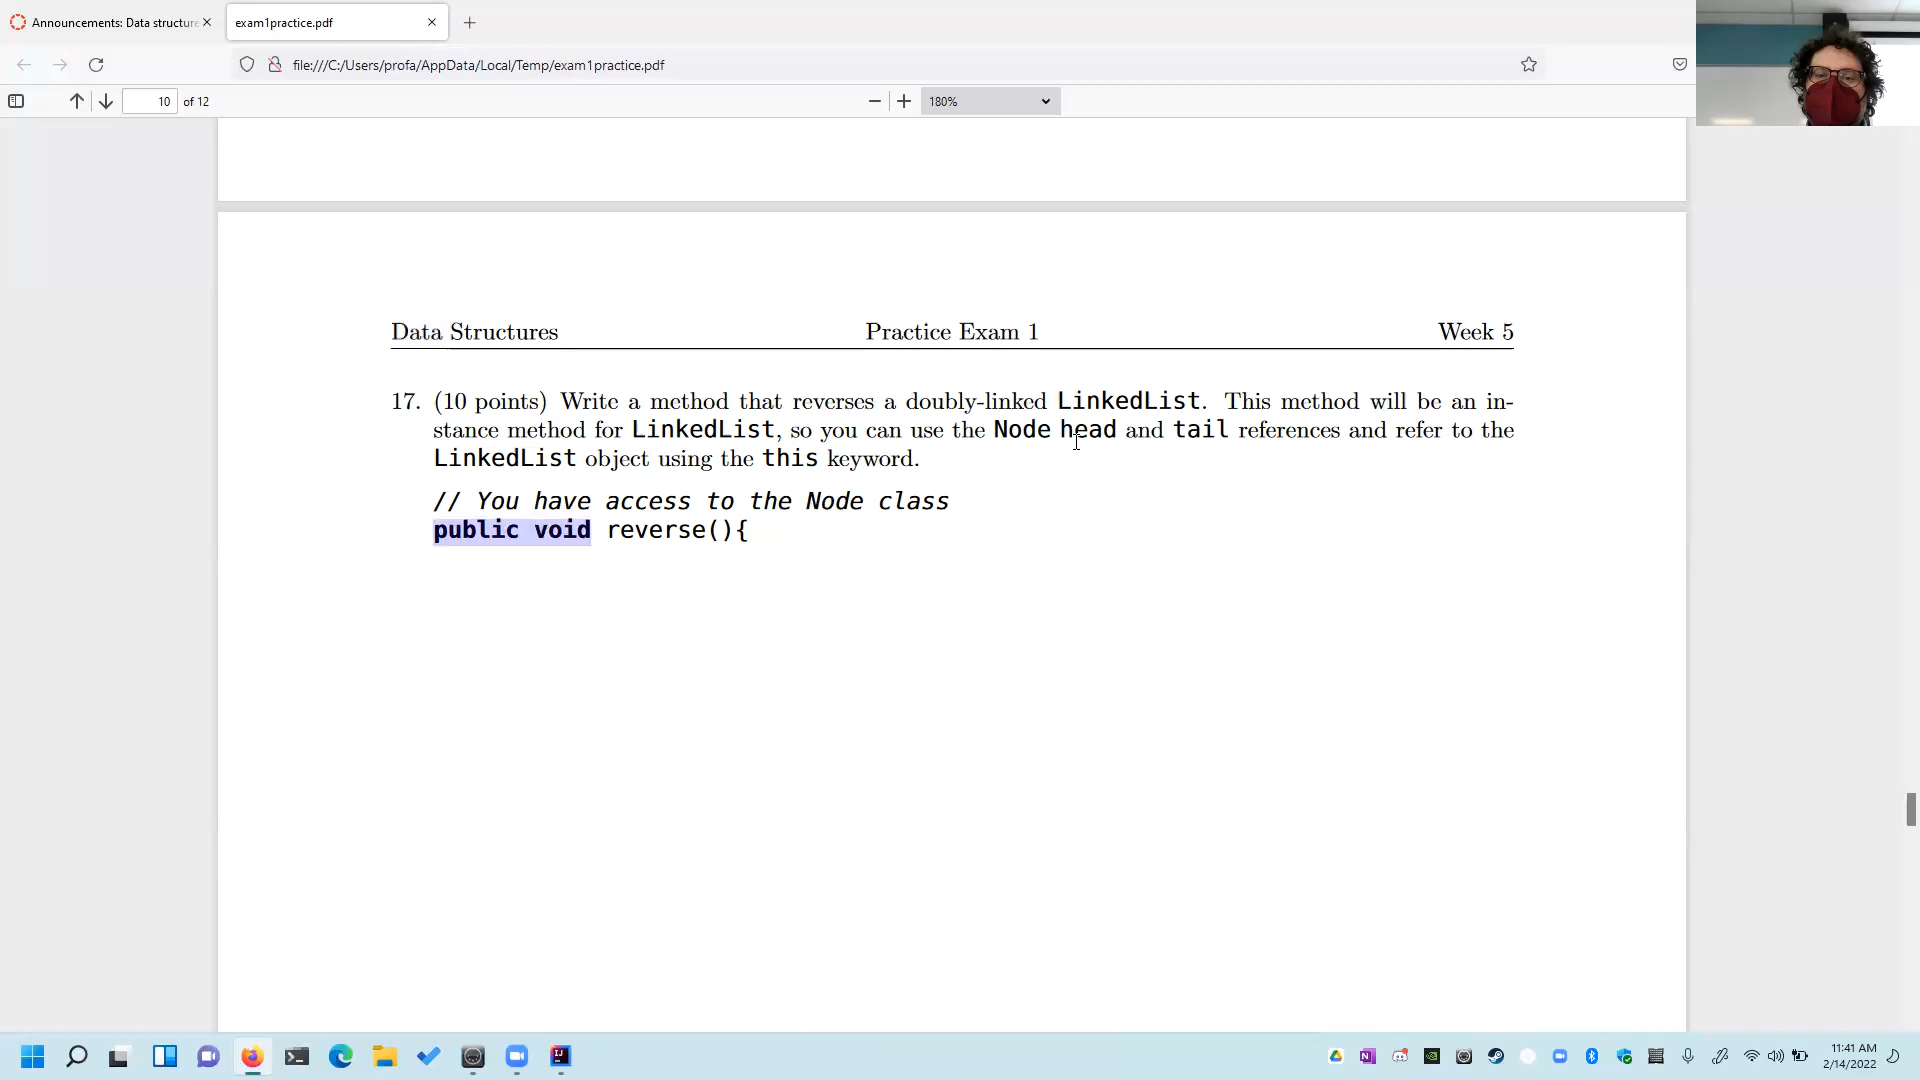 Announcements: Data structure
exam1practice.pdf
file:///C:/Users/profa/AppData/Local/Temp/exam1practice.pdf
10 of 12
180%
Data Structures Practice Exam 1 Week 5
17. (10 points) Write a method that reverses a doubly-linked LinkedList. This method will be an in-
stance method for LinkedList, so you can use the Node head and tail references and refer to the
LinkedList object using the this keyword.
// You have access to the Node class
public void reverse(){
11:41 AM
2/14/2022